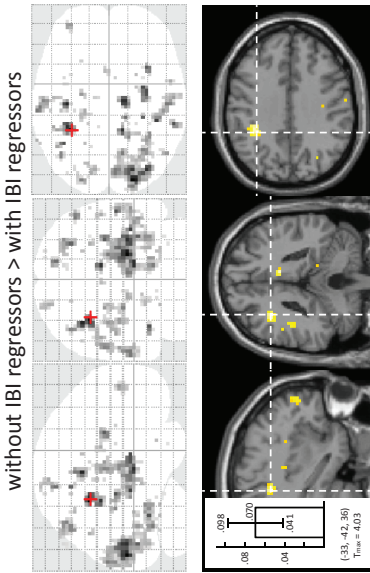 without IBI regressors > with IBI regressors
.08
.04
.098
.070
.041
(-33, -42, 36)
Tmax = 4.03